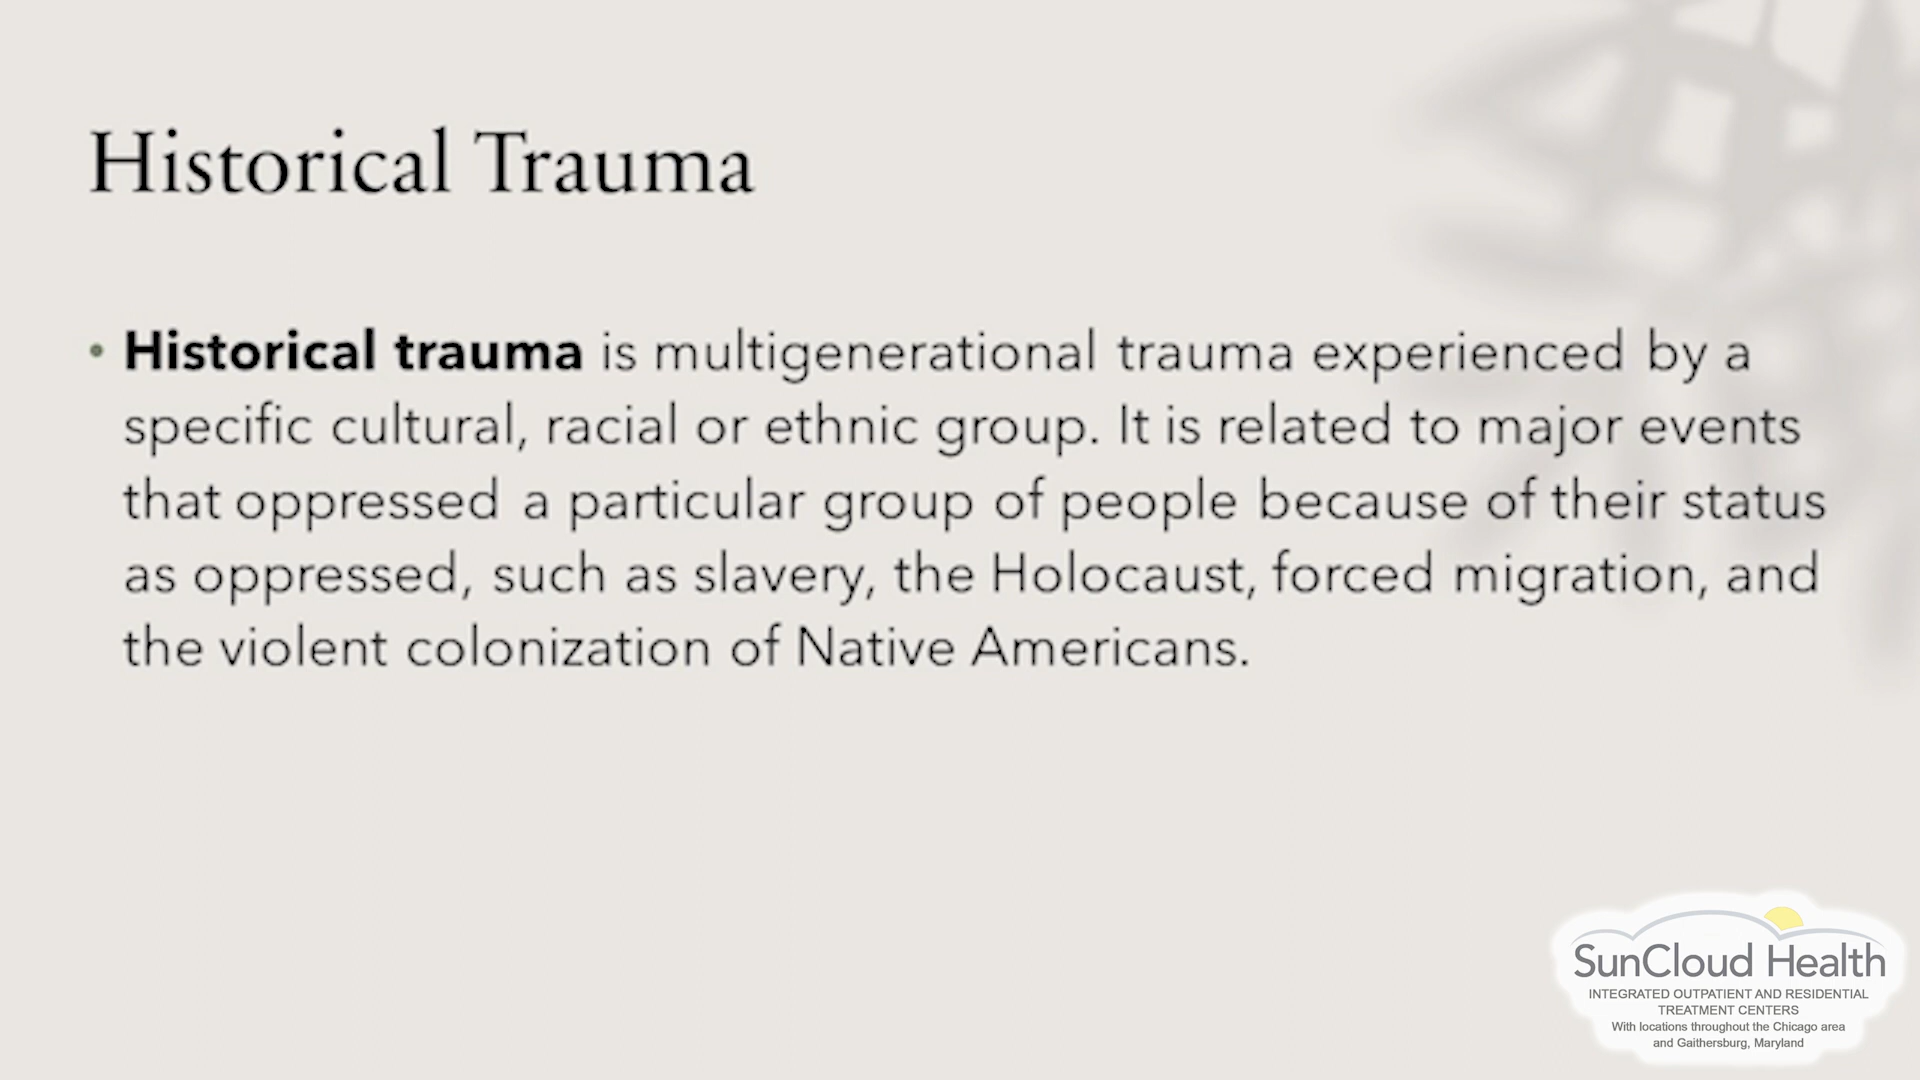 Historical Trauma
• Historical trauma is multigenerational trauma experienced by a
specific cultural, racial or ethnic group. It is related to major events
that oppressed a particular group of people because of their status
as oppressed, such as slavery, the Holocaust, forced migration, and
the violent colonization of Native Americans.
SunCloud Health
INTEGRATED OUTPATIENT AND RESIDENTIAL
TREATMENT CENTERS
With locations throughout the Chicago area
and Gaithersburg, Maryland